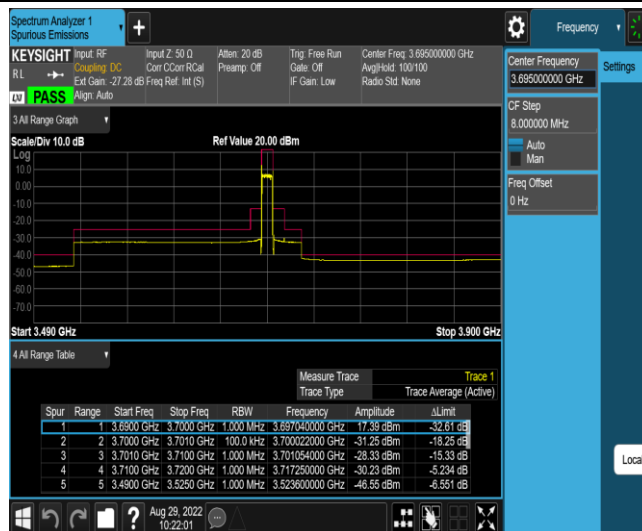 Spectrum Analyzer 1
Spurious Emissions
Frequency
KEYSIGHT Input: RF Input Z: 50 Ω Atten: 20 dB Trig: Free Run Center Freq: 3.695000000 GHz
RL Coupling: DC Corr CCorr RCal Preamp: Off Gate: Off Avg|Hold: 100/100
Ext Gain: -27.28 dB Freq Ref: Int (S) IF Gain: Low Radio Std: None
LXI PASS Align: Auto
Center Frequency
3.695000000 GHz
Settings
CF Step
8.000000 MHz
Auto
Man
Freq Offset
0 Hz
3 All Range Graph
Scale/Div 10.0 dB Ref Value 20.00 dBm
Log
10.0
0.00
-10.0
-20.0
-30.0
-40.0
-50.0
-60.0
-70.0
Start 3.490 GHz Stop 3.900 GHz
4 All Range Table
Measure Trace Trace 1
Trace Type Trace Average (Active)
Spur Range Start Freq Stop Freq RBW Frequency Amplitude ΔLimit
1 1 3.6900 GHz 3.7000 GHz 1.000 MHz 3.697040000 GHz 17.39 dBm -32.61 dB
2 2 3.7000 GHz 3.7010 GHz 100.0 kHz 3.700022000 GHz -31.25 dBm -18.25 dB
3 3 3.7010 GHz 3.7100 GHz 1.000 MHz 3.701054000 GHz -28.33 dBm -15.33 dB
4 4 3.7100 GHz 3.7200 GHz 1.000 MHz 3.717250000 GHz -30.23 dBm -5.234 dB
5 5 3.4900 GHz 3.5250 GHz 1.000 MHz 3.523600000 GHz -46.55 dBm -6.551 dB
Local
Aug 29, 2022
10:22:01